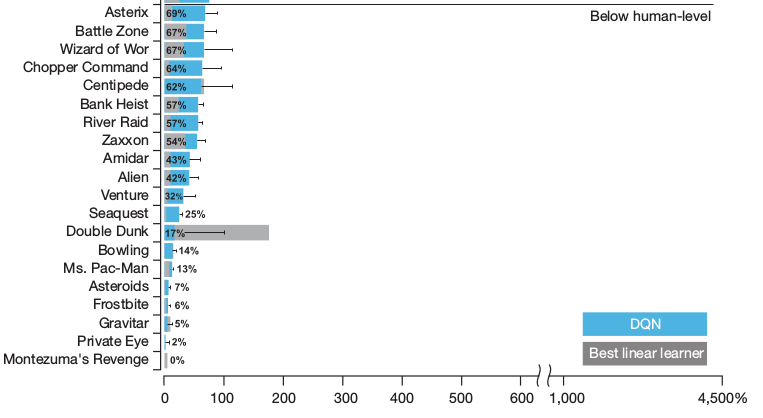 Asterix 69%
Below human-level
Battle Zone 67%
Wizard of Wor 67%
Chopper Command 64%
Centipede 62%
Bank Heist 57%
River Raid 57%
Zaxxon 54%
Amidar 43%
Alien 42%
Venture 32%
Seaquest 25%
Double Dunk 17%
Bowling 14%
Ms. Pac-Man 13%
Asteroids 7%
Frostbite 6%
Gravitar 5%
DQN
Private Eye 2%
Best linear learner
Montezuma's Revenge 0%
0 100 200 300 400 500 600 1,000 4,500%